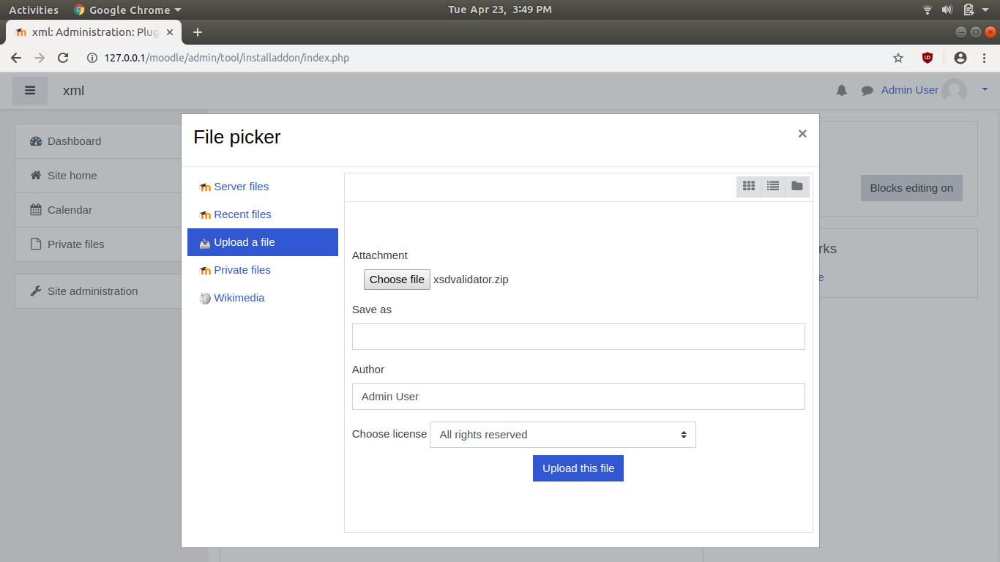 Activities Google Chrome Tue Apr 23, 3:49 PM
xml: Administration: Plug
127.0.0.1/moodle/admin/tool/installaddon/index.php
xml Admin User
Dashboard
Site home
Calendar
Private files
Site administration
Blocks editing on
rks
e
File picker ×
Server files
Recent files
Upload a file
Private files
Wikimedia
Attachment
Choose file xsdvalidator.zip
Save as
Author
Admin User
Choose license All rights reserved
Upload this file